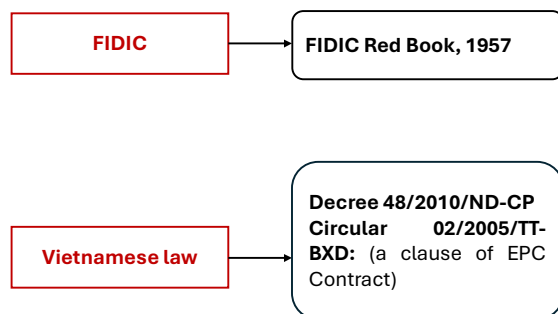 FIDIC
FIDIC Red Book, 1957
Vietnamese law
Decree 48/2010/ND-CP
Circular 02/2005/TT-
BXD: (a clause of EPC
Contract)